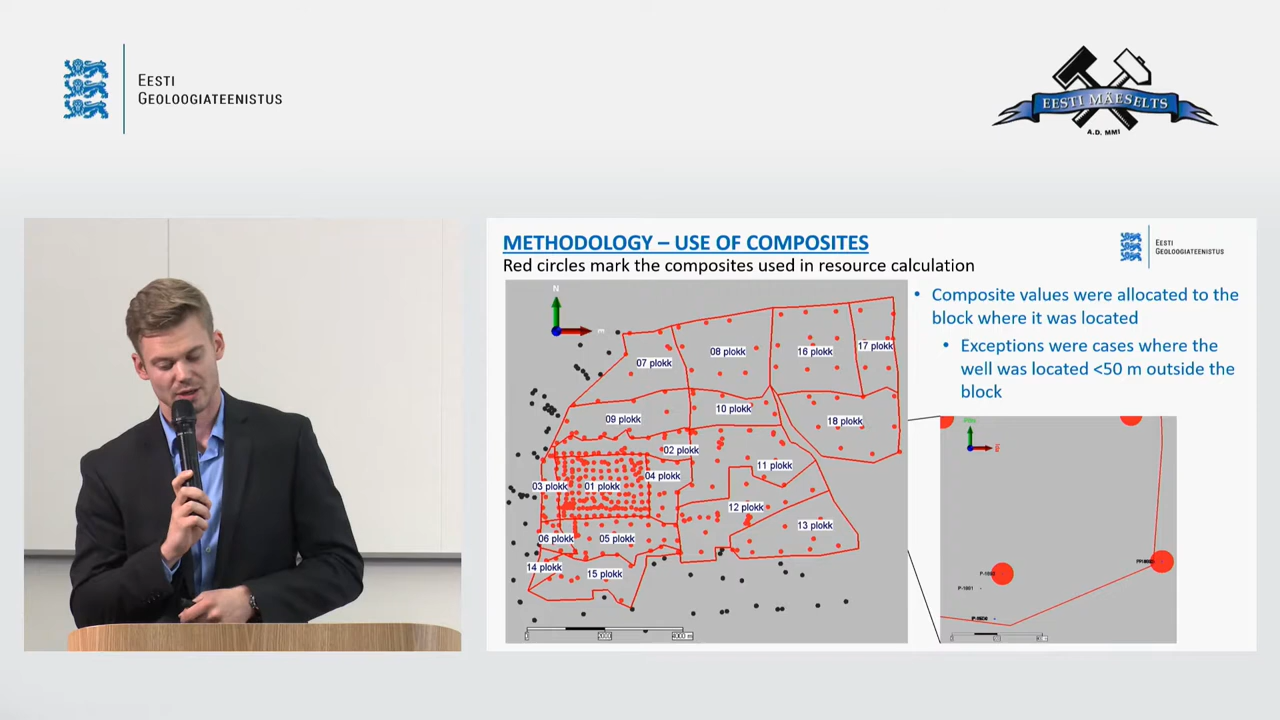 EESTI
GEOLOOGIATEENISTUS
EESTI MÄESELTS
A.D. MMI
METHODOLOGY – USE OF COMPOSITES
EESTI
GEOLOOGIATEENISTUS
Red circles mark the composites used in resource calculation
N
07 plokk
08 plokk
16 plokk
17 plokk
09 plokk
10 plokk
18 plokk
02 plokk
11 plokk
03 plokk
01 plokk
04 plokk
12 plokk
13 plokk
06 plokk
05 plokk
14 plokk
15 plokk
• Composite values were allocated to the
block where it was located
• Exceptions were cases where the
well was located <50 m outside the
block